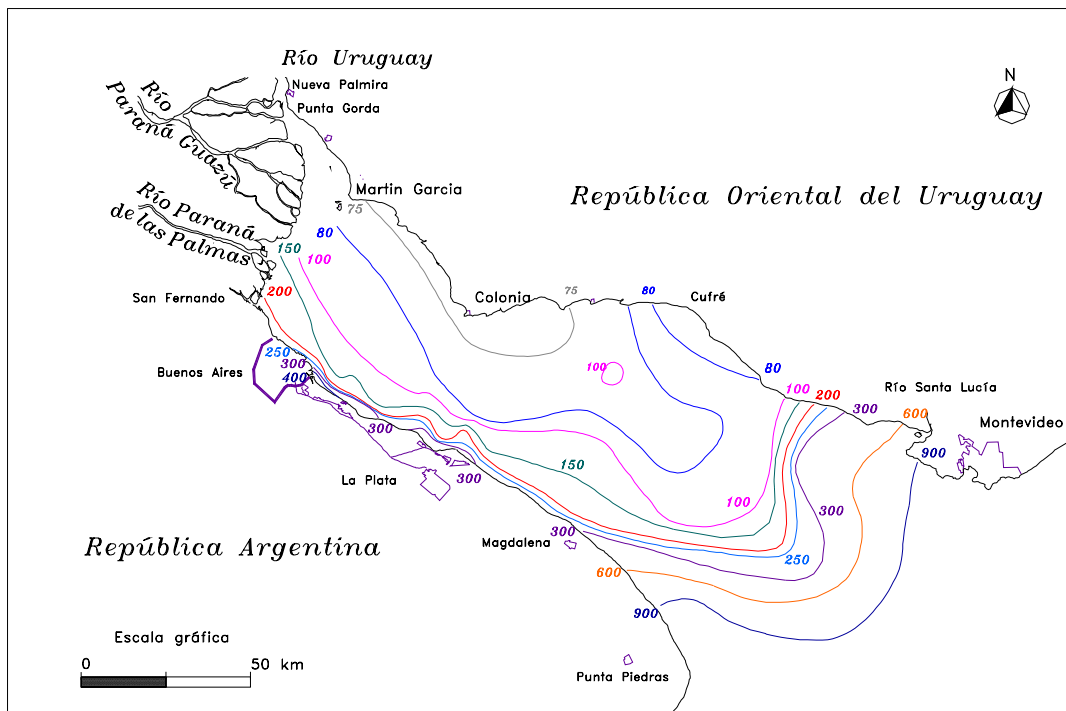 Río Uruguay
Nueva Palmira
Punta Gorda
Río
Paraná Guazú
N
Martin Garcia
75
República Oriental del Uruguay
Río Paraná
de las Palmas
80
150
100
200
San Fernando
Colonia
75
80
Cufré
250
300
400
Buenos Aires
100
80
100
200
300
600
Río Santa Lucía
Montevideo
300
900
La Plata
300
150
100
300
300
Magdalena
250
República Argentina
600
900
Escala gráfica
0
50 km
Punta Piedras